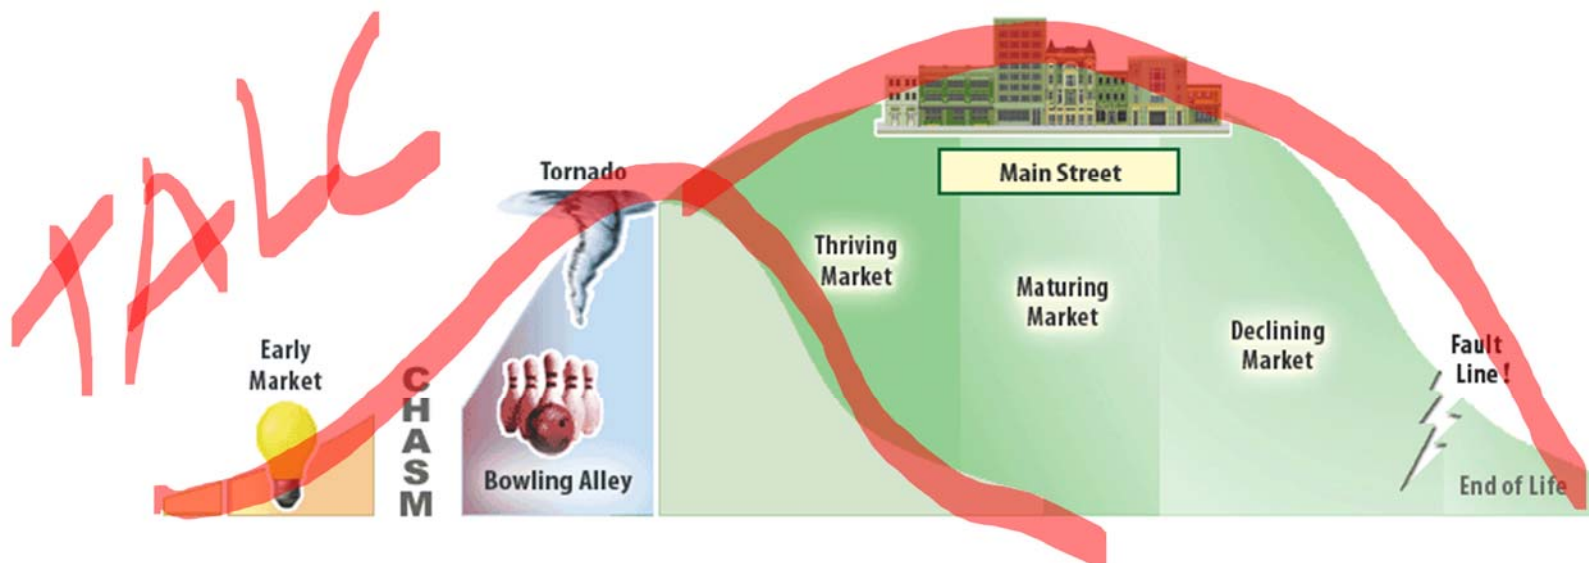 TALC
Tornado
Main Street
Thriving
Market
Maturing
Market
Declining
Market
Fault
Line!
Early
Market
CHASM
Bowling Alley
End of Life